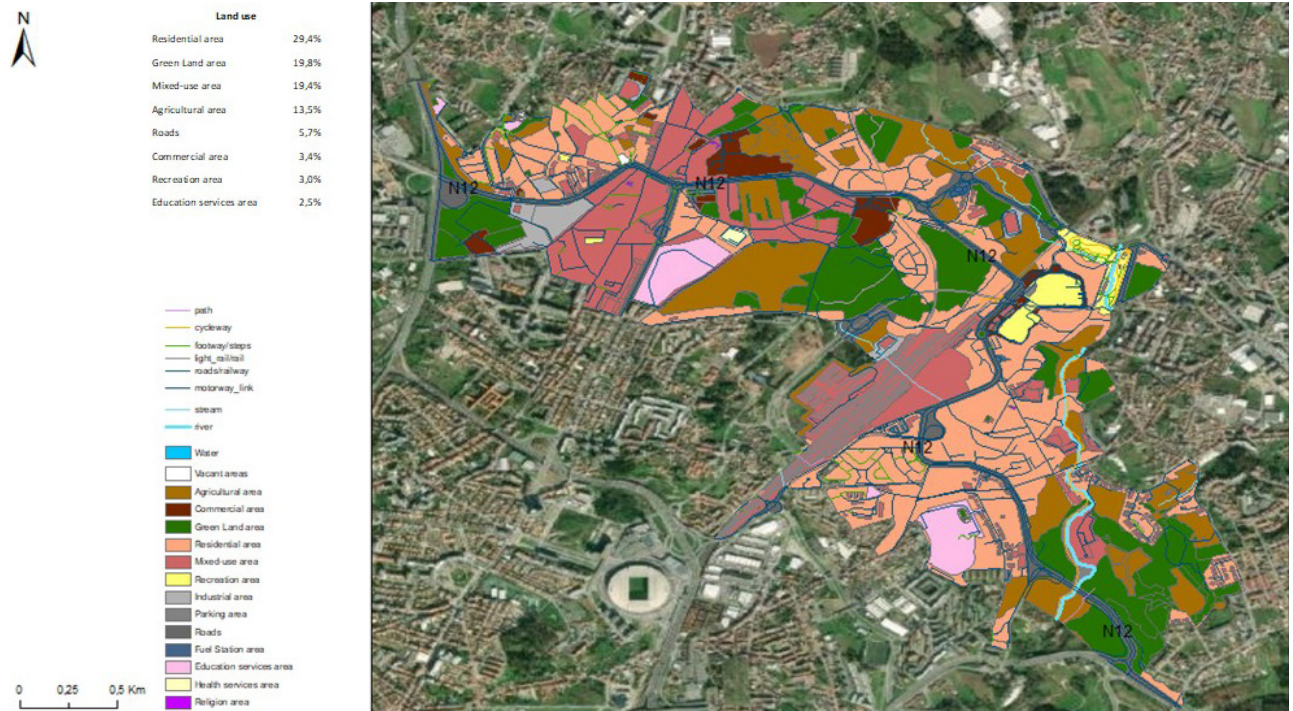 N
Land use
Residential area 29,4%
Green Land area 19,8%
Mixed-use area 19,4%
Agricultural area 13,5%
Roads 5,7%
Commercial area 3,4%
Recreation area 3,0%
Education services area 2,5%
N12
N12
N12
N12
N12
path
cycleway
footway/steps
light_rail/rail
roads/railway
motorway_link
stream
river
Water
Vacant areas
Agricultural area
Commercial area
Green Land area
Residential area
Mixed-use area
Recreation area
Industrial area
Parking area
Roads
Fuel Station area
Education services area
Health services area
Religion area
0 0,25 0,5 Km